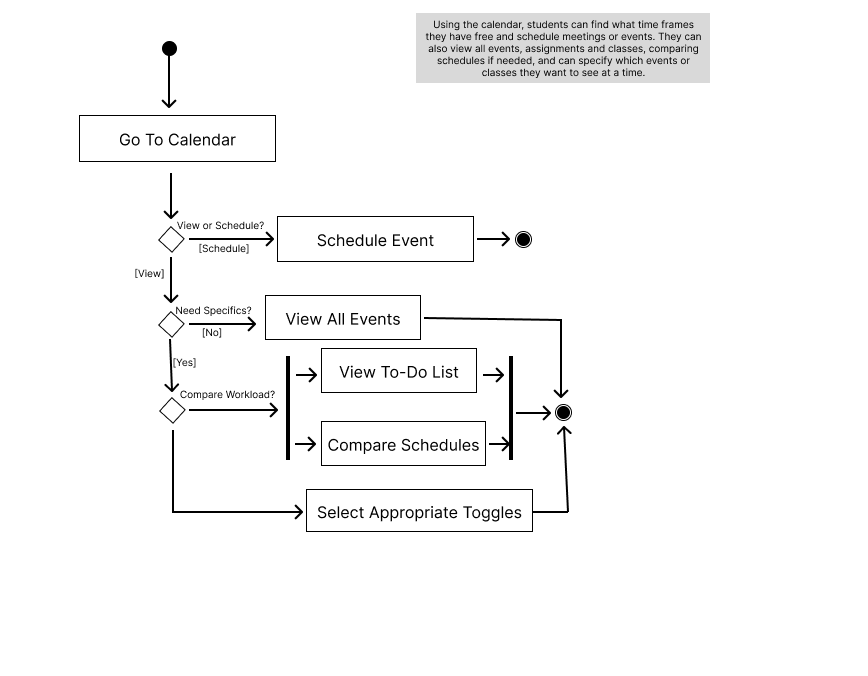 Using the calendar, students can find what time frames
they have free and schedule meetings or events. They can
also view all events, assignments and classes, comparing
schedules if needed, and can specify which events or
classes they want to see at a time.
Go To Calendar
View or Schedule?
[Schedule]
Schedule Event
[View]
Need Specifics?
[No]
View All Events
[Yes]
Compare Workload?
View To-Do List
Compare Schedules
Select Appropriate Toggles